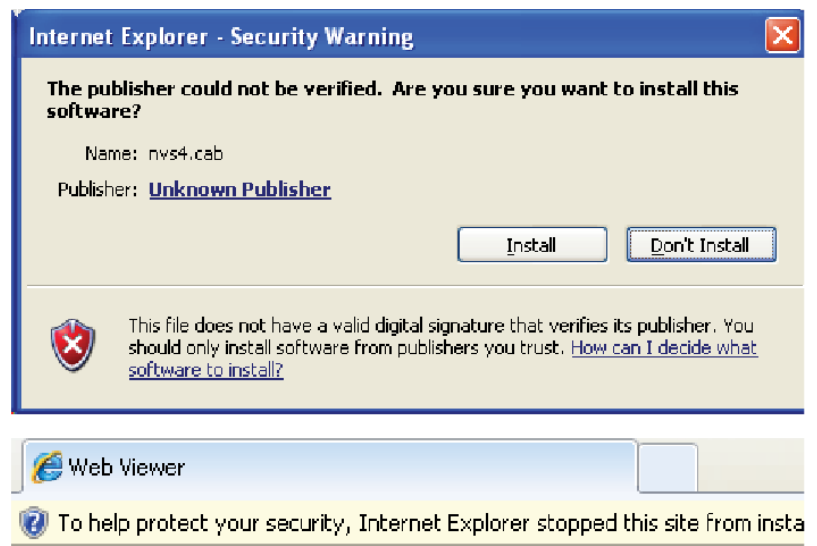 Internet Explorer - Security Warning
The publisher could not be verified. Are you sure you want to install this
software?
Name: nvs4.cab
Publisher: Unknown Publisher
Install
Don't Install
This file does not have a valid digital signature that verifies its publisher. You
should only install software from publishers you trust. How can I decide what
software to install?
Web Viewer
To help protect your security, Internet Explorer stopped this site from insta